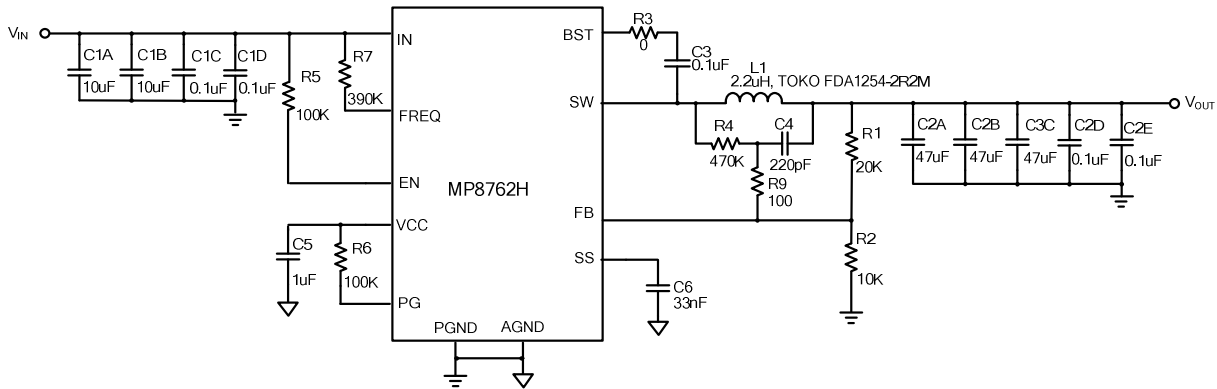 VIN
C1A
10uF
C1B
10uF
C1C
0.1uF
C1D
0.1uF
R5
100K
R7
390K
IN
FREQ
EN
VCC
PG
PGND
AGND
MP8762H
BST
SW
FB
SS
C5
1uF
R6
100K
R3
0
C3
0.1uF
L1
2.2uH, TOKO FDA1254-2R2M
R4
470K
C4
220pF
R9
100
R1
20K
R2
10K
C6
33nF
C2A
47uF
C2B
47uF
C3C
47uF
C2D
0.1uF
C2E
0.1uF
VOUT